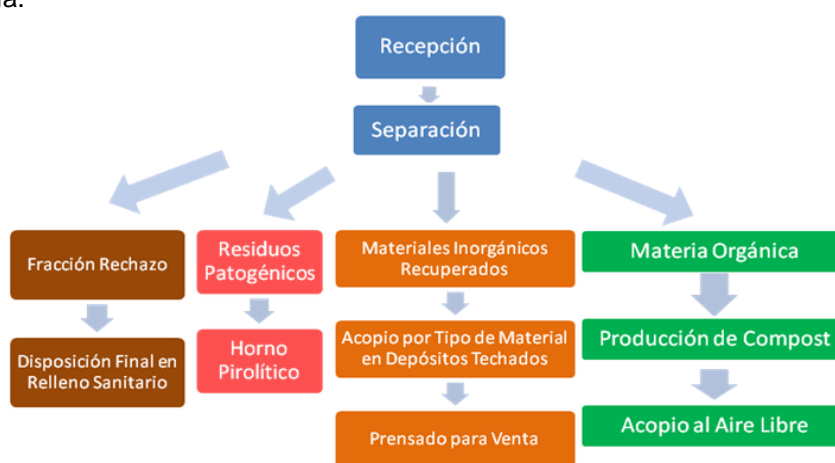 na.
Recepción
Separación
Fracción Rechazo
Disposición Final en
Relleno Sanitario
Residuos
Patogénicos
Horno
Pirolítico
Materiales Inorgánicos
Recuperados
Acopio por Tipo de Material
en Depósitos Techados
Prensado para Venta
Materia Orgánica
Producción de Compost
Acopio al Aire Libre